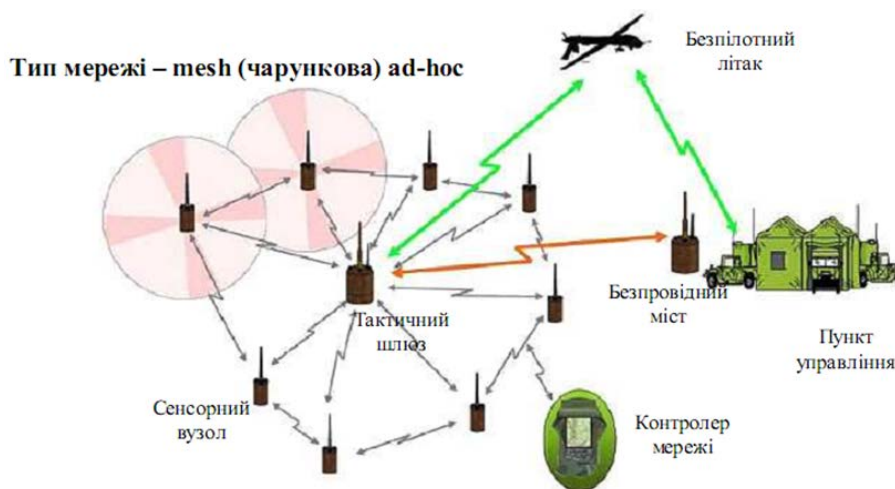 Безпілотний
літак
Тип мережі – mesh (чарункова) ad-hoc
Безпровідний
міст
Тактичний
шлюз
Пункт
управління
Сенсорний
вузол
Контролер
мережі